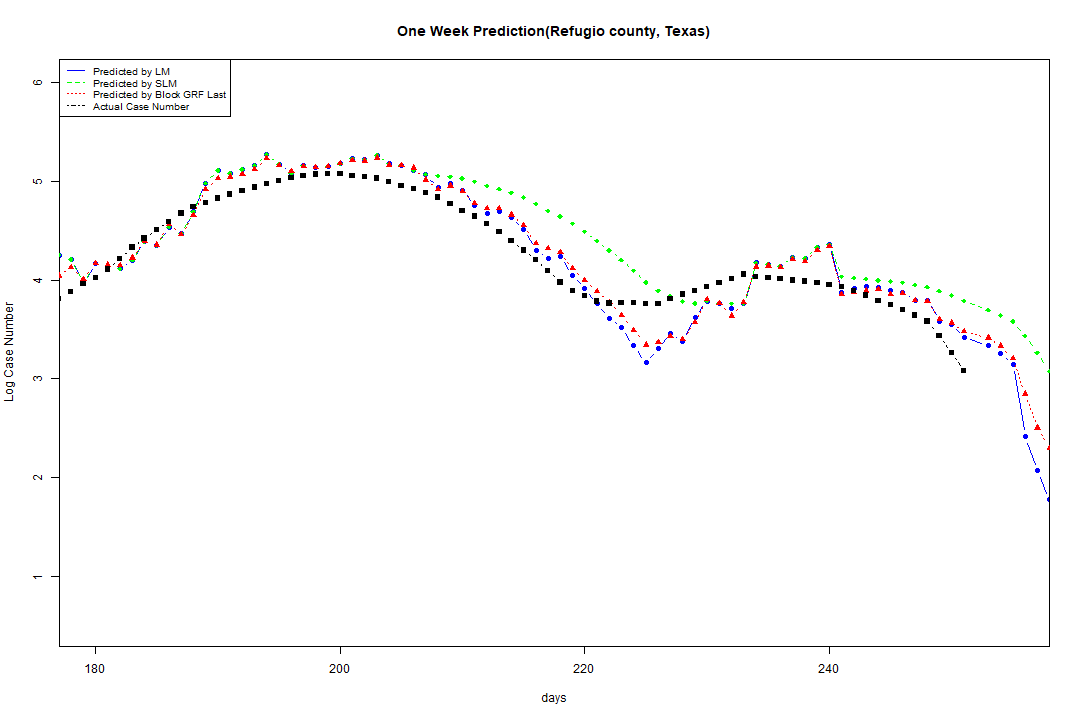 One Week Prediction(Refugio county, Texas)
Predicted by LM
Predicted by SLM
Predicted by Block GRF Last
Actual Case Number
6
5
4
3
2
1
Log Case Number
180 200 220 240
days